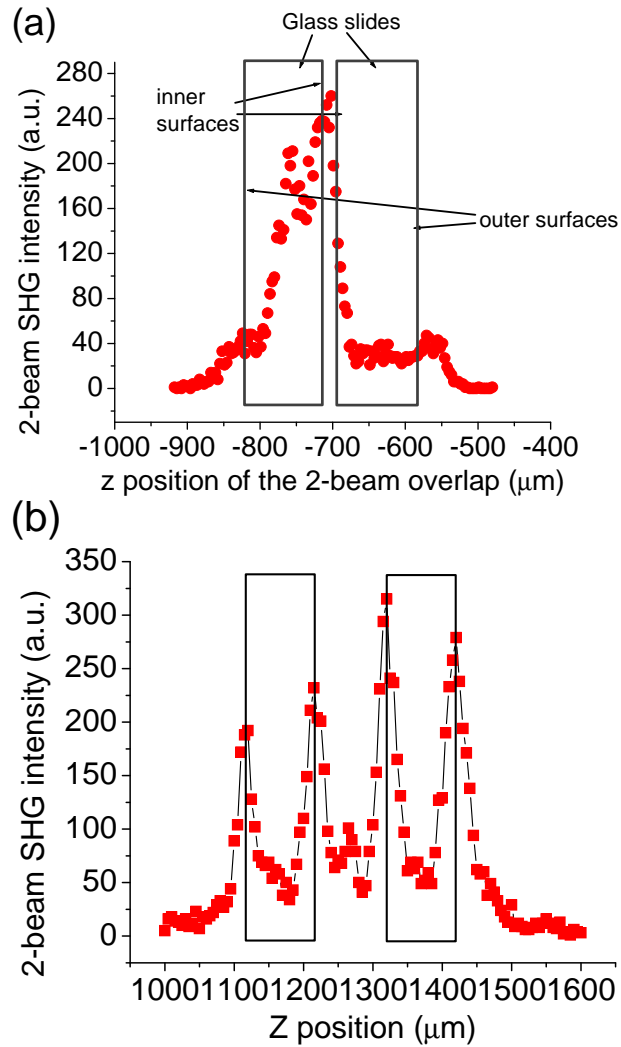 (a)
Glass slides
inner
surfaces
outer surfaces
2-beam SHG intensity (a.u.)
280
240
200
160
120
80
40
0
-1000 -900 -800 -700 -600 -500 -400
z position of the 2-beam overlap (μm)
(b)
2-beam SHG intensity (a.u.)
350
300
250
200
150
100
50
0
1000 1100 1200 1300 1400 1500 1600
Z position (μm)